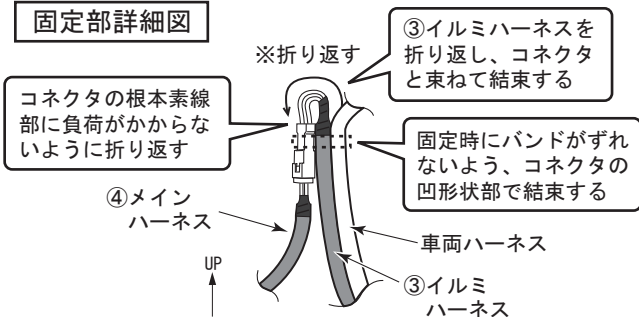 固定部詳細図
※折り返す
③イルミハーネスを
折り返し、コネクタ
と束ねて結束する
コネクタの根本素線
部に負荷がかからな
いように折り返す
固定時にバンドがずれ
ないよう、コネクタの
凹形状部で結束する
④メイン
ハーネス
車両ハーネス
UP
③イルミ
ハーネス